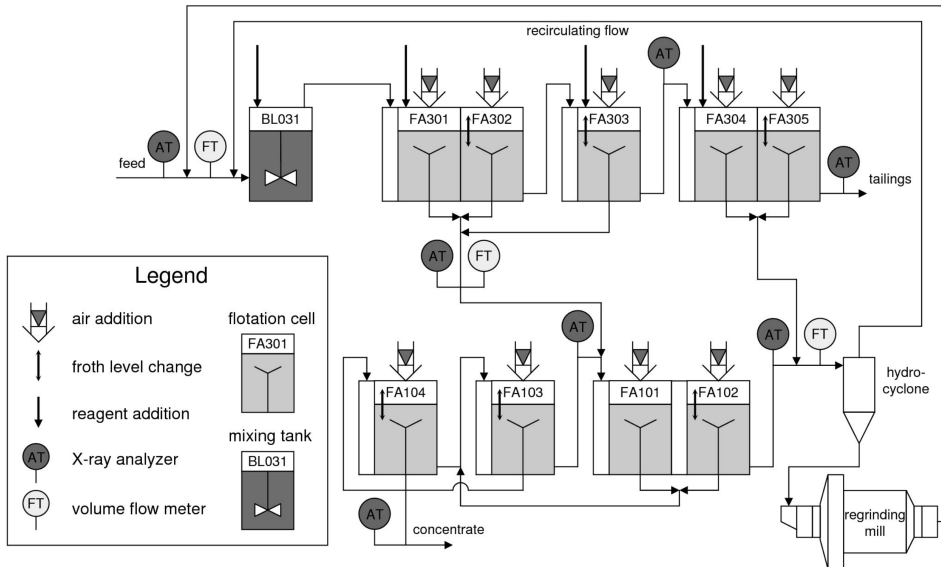 recirculating flow
AT
BL031
FA301
FA302
FA303
FA304
FA305
AT
FT
feed
AT
tailings
AT
FT
Legend
air addition
froth level change
reagent addition
AT
X-ray analyzer
FT
volume flow meter
flotation cell
FA301
mixing tank
BL031
AT
AT
FT
FA104
FA103
FA101
FA102
hydro-
cyclone
AT
concentrate
regrinding
mill